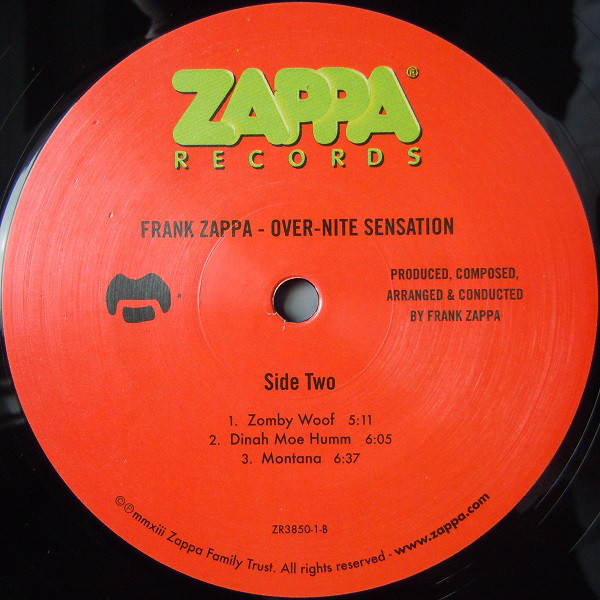 ZAPPA®
RECORDS
FRANK ZAPPA - OVER-NITE SENSATION
PRODUCED, COMPOSED,
ARRANGED & CONDUCTED
BY FRANK ZAPPA
Side Two
1. Zomby Woof 5:11
2. Dinah Moe Humm 6:05
3. Montana 6:37
ZR3850-1-B
©℗mmxiii Zappa Family Trust. All rights reserved - www.zappa.com